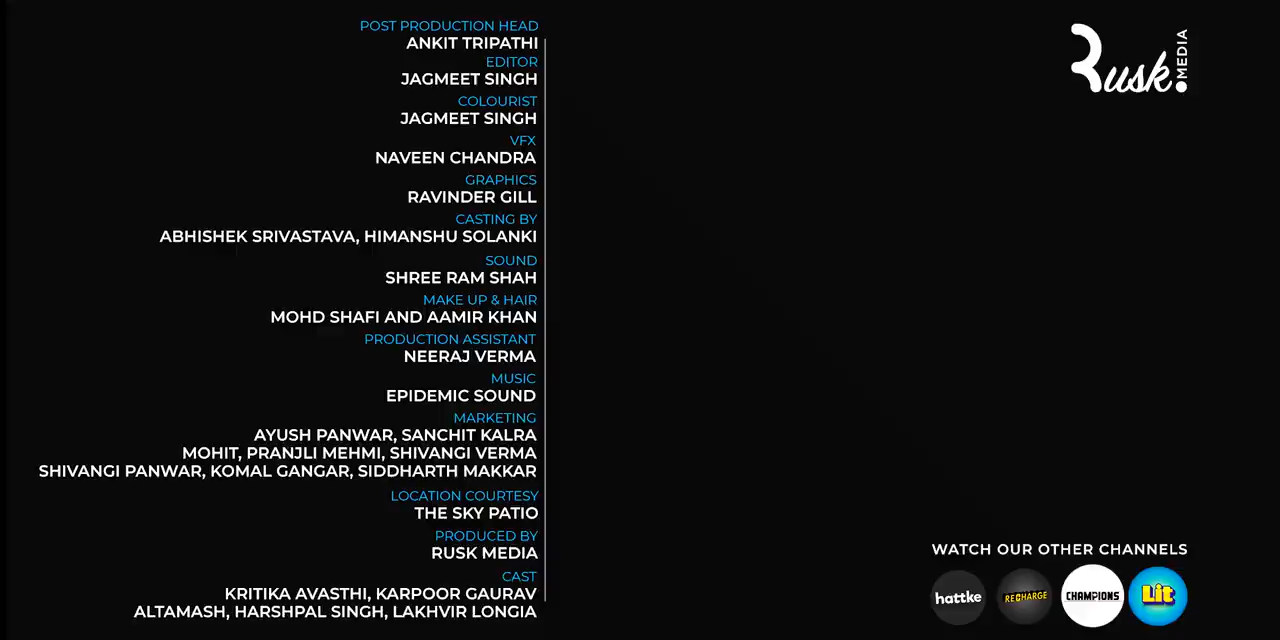 POST PRODUCTION HEAD
ANKIT TRIPATHI
EDITOR
JAGMEET SINGH
COLOURIST
JAGMEET SINGH
VFX
NAVEEN CHANDRA
GRAPHICS
RAVINDER GILL
CASTING BY
ABHISHEK SRIVASTAVA, HIMANSHU SOLANKI
SOUND
SHREE RAM SHAH
MAKE UP & HAIR
MOHD SHAFI AND AAMIR KHAN
PRODUCTION ASSISTANT
NEERAJ VERMA
MUSIC
EPIDEMIC SOUND
MARKETING
AYUSH PANWAR, SANCHIT KALRA
MOHIT, PRANJLI MEHMI, SHIVANGI VERMA
SHIVANGI PANWAR, KOMAL GANGAR, SIDDHARTH MAKKAR
LOCATION COURTESY
THE SKY PATIO
PRODUCED BY
RUSK MEDIA
CAST
KRITIKA AVASTHI, KARPOOR GAURAV
ALTAMASH, HARSHPAL SINGH, LAKHVIR LONGIA
Rusk
MEDIA
WATCH OUR OTHER CHANNELS
hattke
RECHARGE
CHAMPIONS
Lit